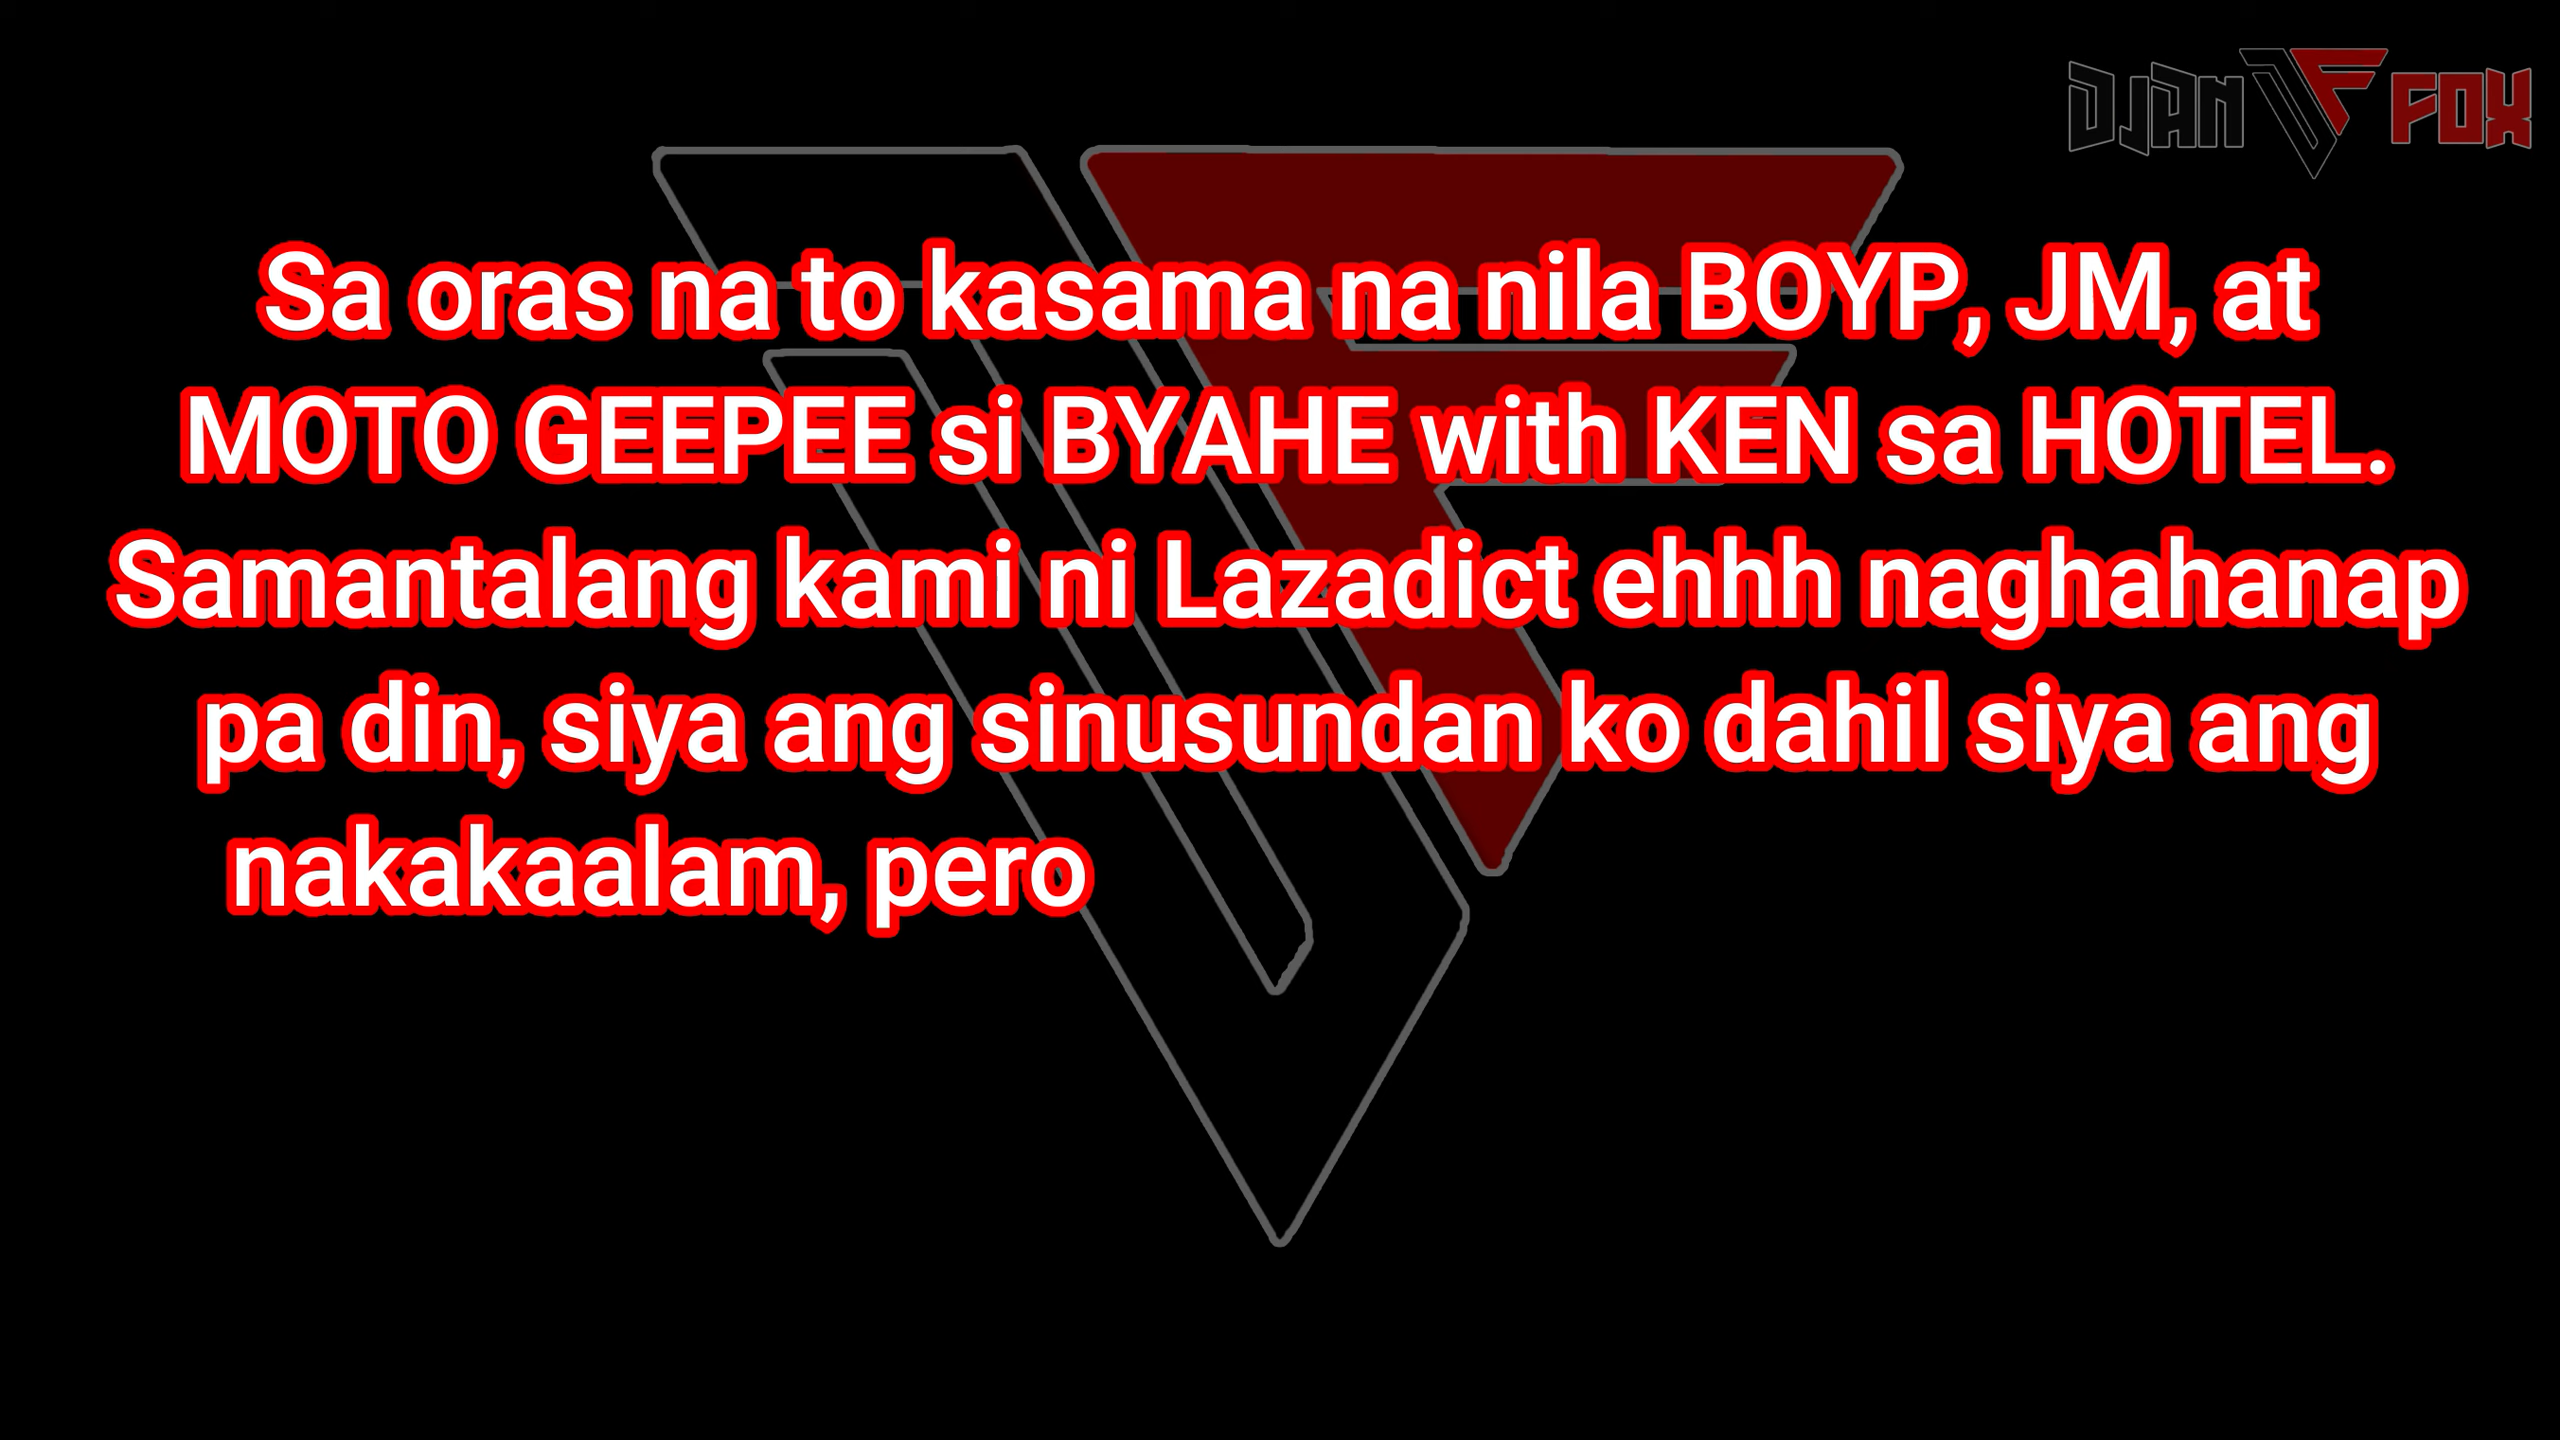 DJAN FOX
Sa oras na to kasama na nila BOYP, JM, at
MOTO GEEPEE si BYAHE with KEN sa HOTEL.
Samantalang kami ni Lazadict ehhh naghahanap
pa din, siya ang sinusundan ko dahil siya ang
nakakaalam, pero